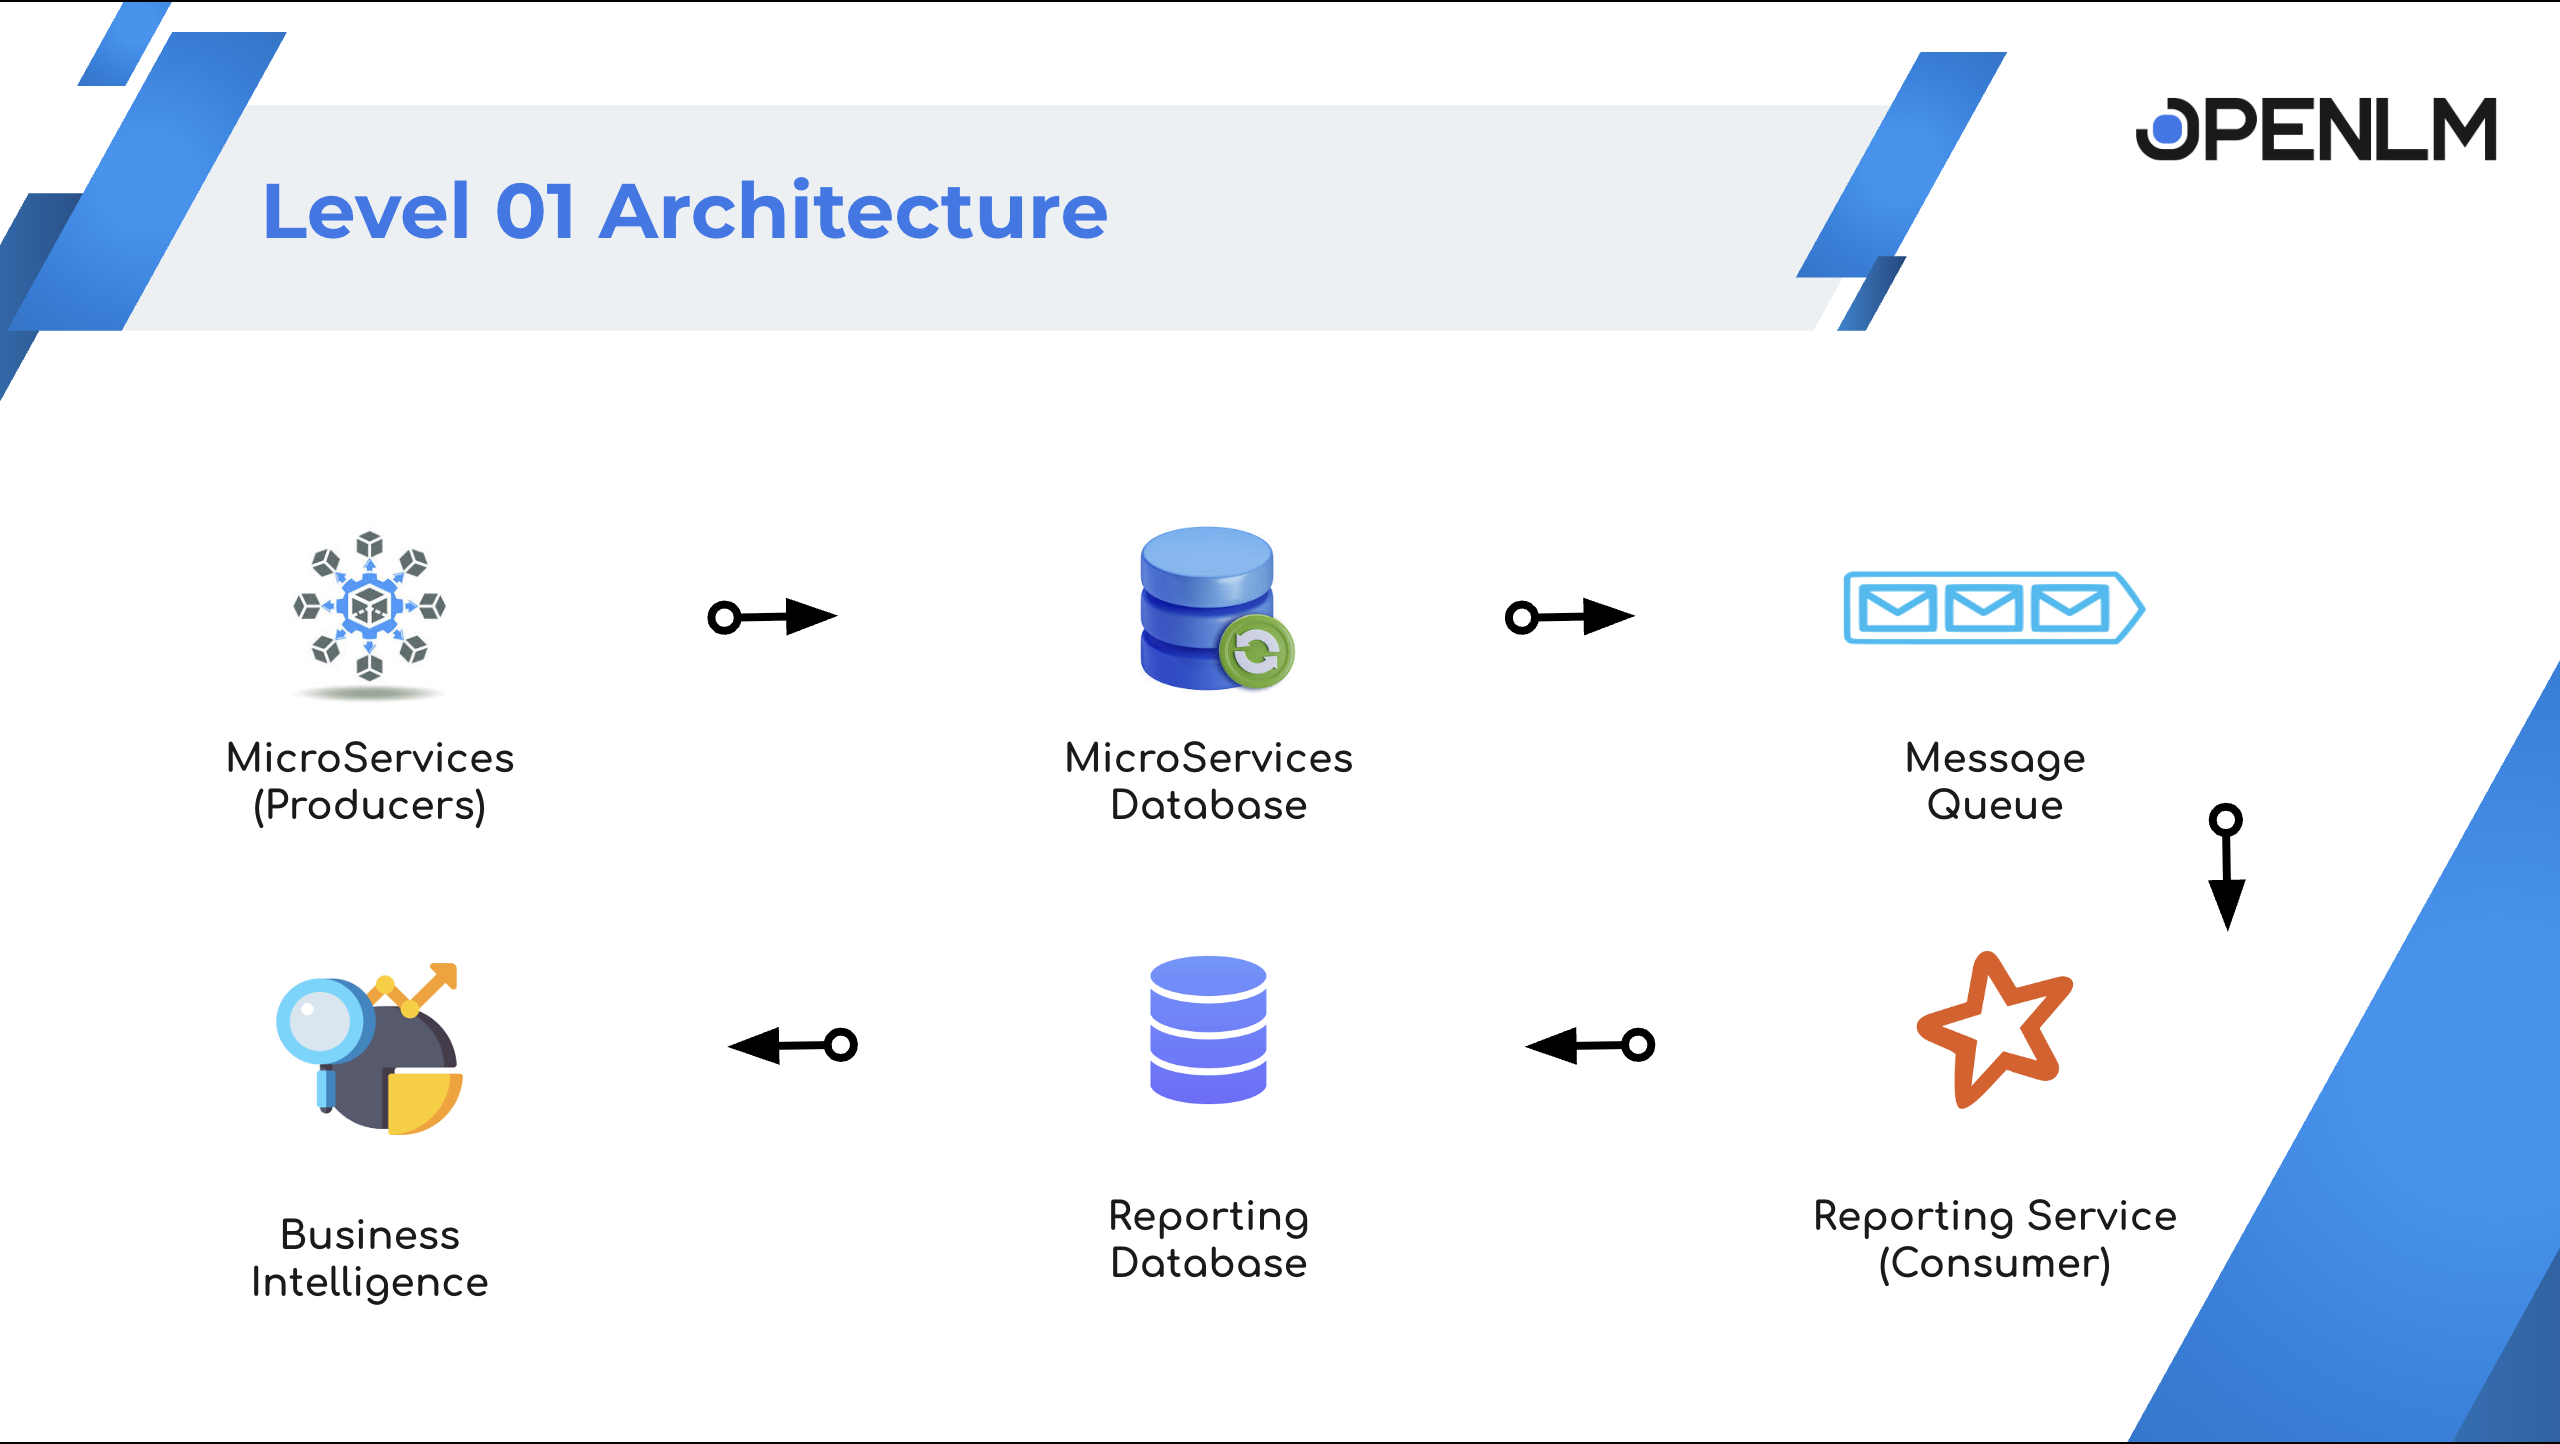 OPENLM
Level 01 Architecture
MicroServices
(Producers)
MicroServices
Database
Message
Queue
Business
Intelligence
Reporting
Database
Reporting Service
(Consumer)